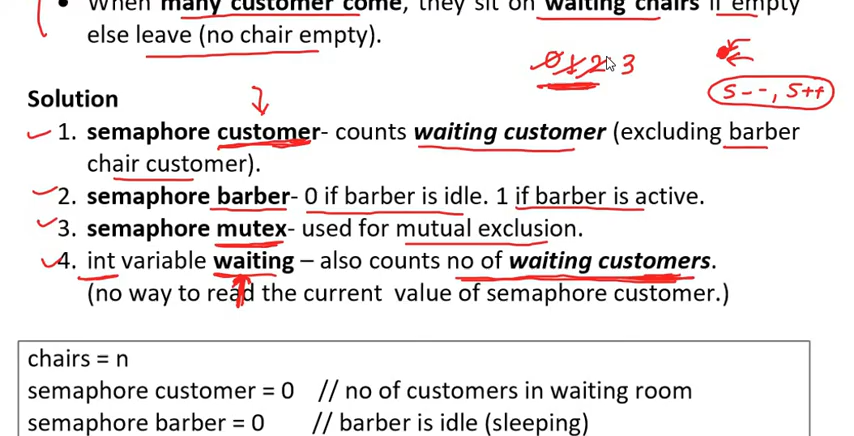 • When many customer come, they sit on waiting chairs if empty
else leave (no chair empty).
0 1 2 3
S--, S++
Solution
1. semaphore customer- counts waiting customer (excluding barber
chair customer).
2. semaphore barber- 0 if barber is idle. 1 if barber is active.
3. semaphore mutex- used for mutual exclusion.
4. int variable waiting – also counts no of waiting customers.
(no way to read the current value of semaphore customer.)
chairs = n
semaphore customer = 0 // no of customers in waiting room
semaphore barber = 0 // barber is idle (sleeping)